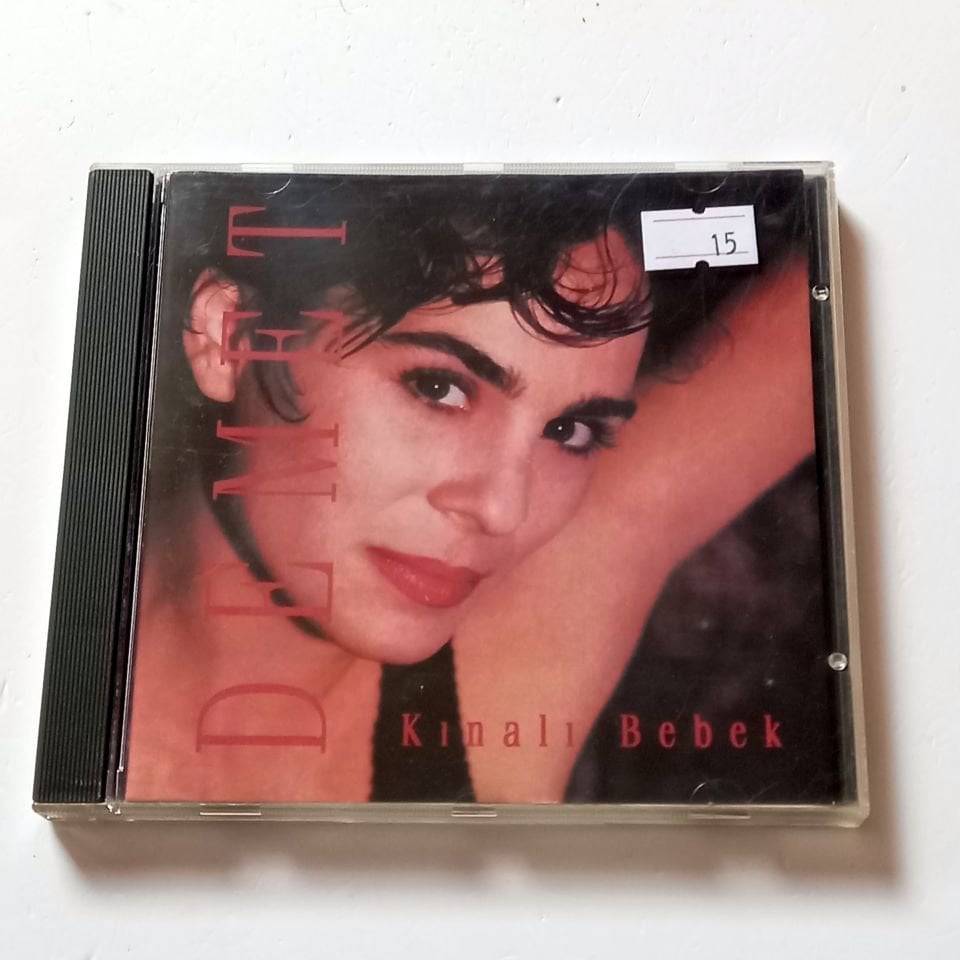 DEMET
15
Kınalı Bebek